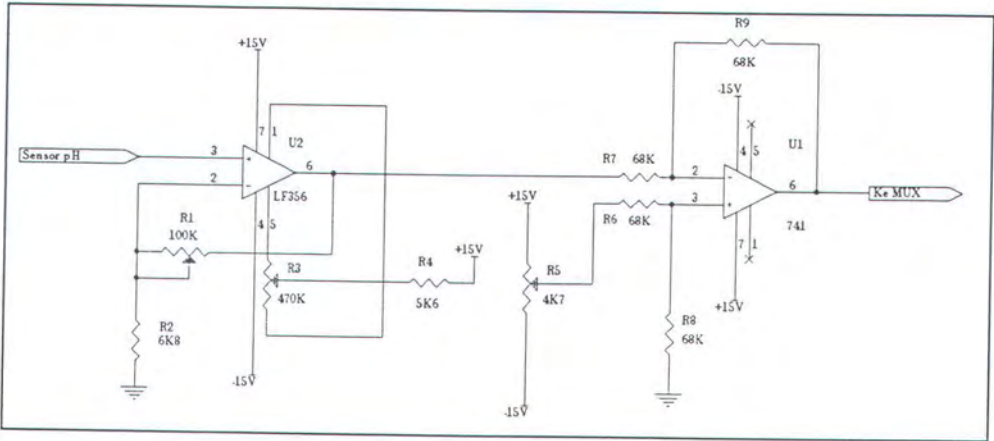 R9
68K
+15V
-15V
7 1
U2
4 5
U1
Sensor pH
3
6
R7
68K
2
6
Ke MUX
2
LF356
R6
68K
3
741
R1
100K
4 5
+15V
+15V
7 1
R3
470K
R4
5K6
R5
4K7
+15V
R2
6K8
R8
68K
-15V
-15V